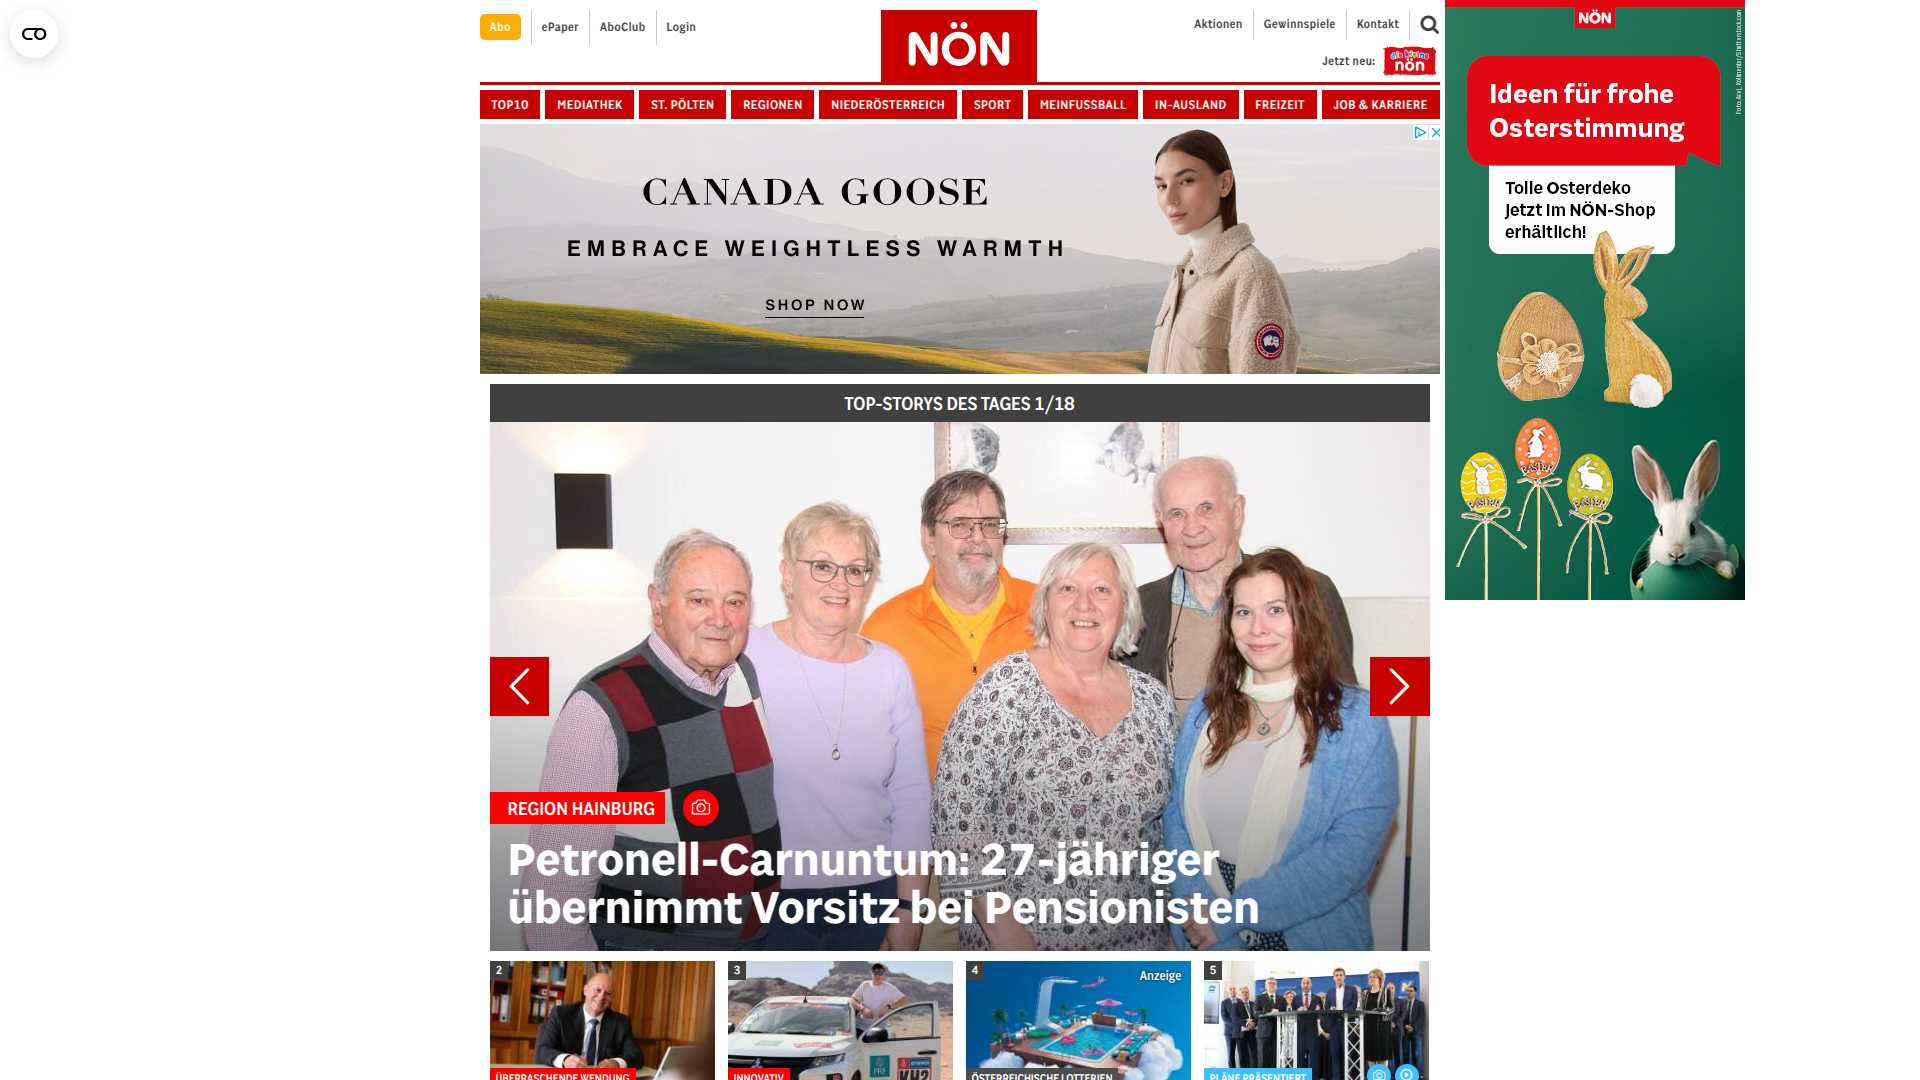 Abo
ePaper
AboClub
Login
NÖN
Aktionen
Gewinnspiele
Kontakt
Jetzt neu:
die kleine
nön
TOP10
MEDIATHEK
ST. PÖLTEN
REGIONEN
NIEDERÖSTERREICH
SPORT
MEINFUSSBALL
IN-AUSLAND
FREIZEIT
JOB & KARRIERE
CANADA GOOSE
EMBRACE WEIGHTLESS WARMTH
SHOP NOW
NÖN
Ideen für frohe
Osterstimmung
Tolle Osterdeko
jetzt im NÖN-Shop
erhältlich!
EASTER
EASTER
EASTER
TOP-STORYS DES TAGES 1/18
REGION HAINBURG
Petronell-Carnuntum: 27-jähriger
übernimmt Vorsitz bei Pensionisten
2
ÜBERRASCHENDE WENDUNG
3
INNOVATIV
4
Anzeige
ÖSTERREICHISCHE LOTTERIEN
5
PLÄNE PRÄSENTIERT